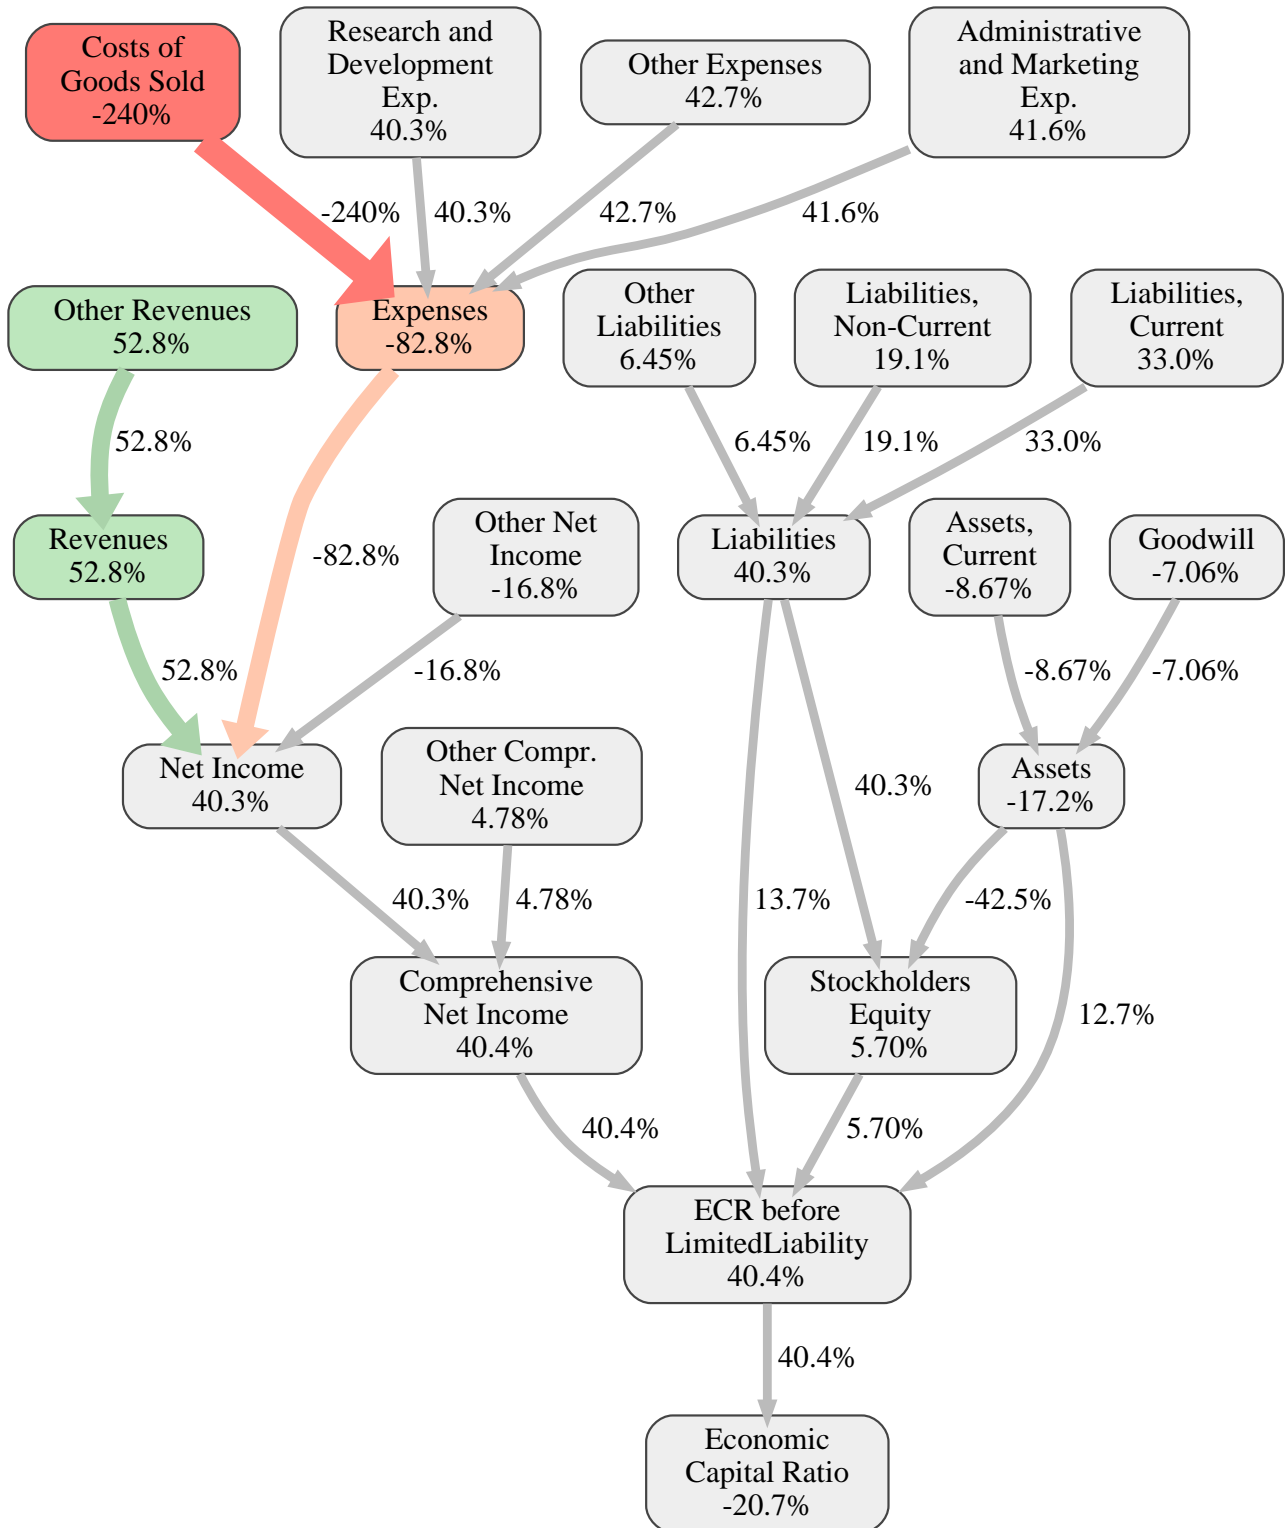 Costs of
Goods Sold
-240%
Research and
Development
Exp.
40.3%
Other Expenses
42.7%
Administrative
and Marketing
Exp.
41.6%
-240%
40.3%
42.7%
41.6%
Other Revenues
52.8%
Expenses
-82.8%
Other
Liabilities
6.45%
Liabilities,
Non-Current
19.1%
Liabilities,
Current
33.0%
52.8%
6.45%
19.1%
33.0%
Revenues
52.8%
-82.8%
Other Net
Income
-16.8%
Liabilities
40.3%
Assets,
Current
-8.67%
Goodwill
-7.06%
52.8%
-16.8%
-8.67%
-7.06%
Net Income
40.3%
Other Compr.
Net Income
4.78%
40.3%
Assets
-17.2%
40.3%
4.78%
13.7%
-42.5%
12.7%
Comprehensive
Net Income
40.4%
Stockholders
Equity
5.70%
40.4%
5.70%
ECR before
LimitedLiability
40.4%
40.4%
Economic
Capital Ratio
-20.7%